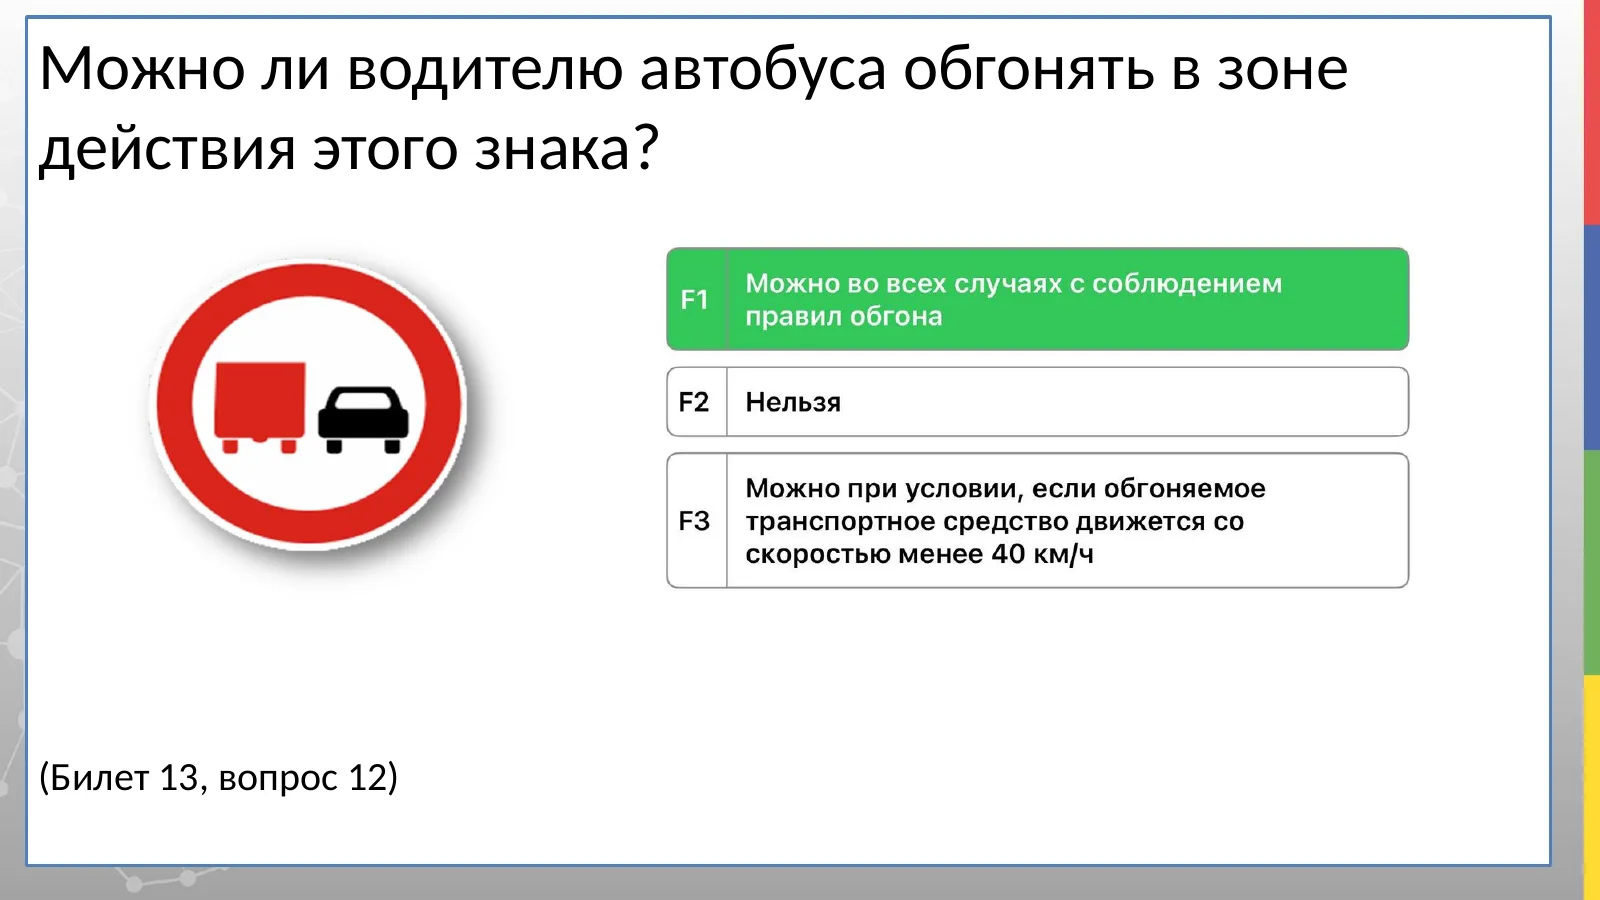 Можно ли водителю автобуса обгонять в зоне
действия этого знака?
F1
Можно во всех случаях с соблюдением
правил обгона
F2
Нельзя
F3
Можно при условии, если обгоняемое
транспортное средство движется со
скоростью менее 40 км/ч
(Билет 13, вопрос 12)